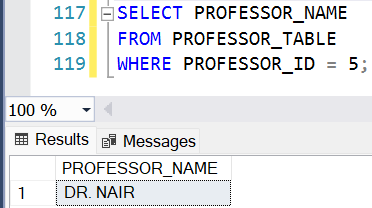 117 SELECT PROFESSOR_NAME
118 FROM PROFESSOR_TABLE
119 WHERE PROFESSOR_ID = 5;
100 %
Results Messages
PROFESSOR_NAME
1 DR. NAIR